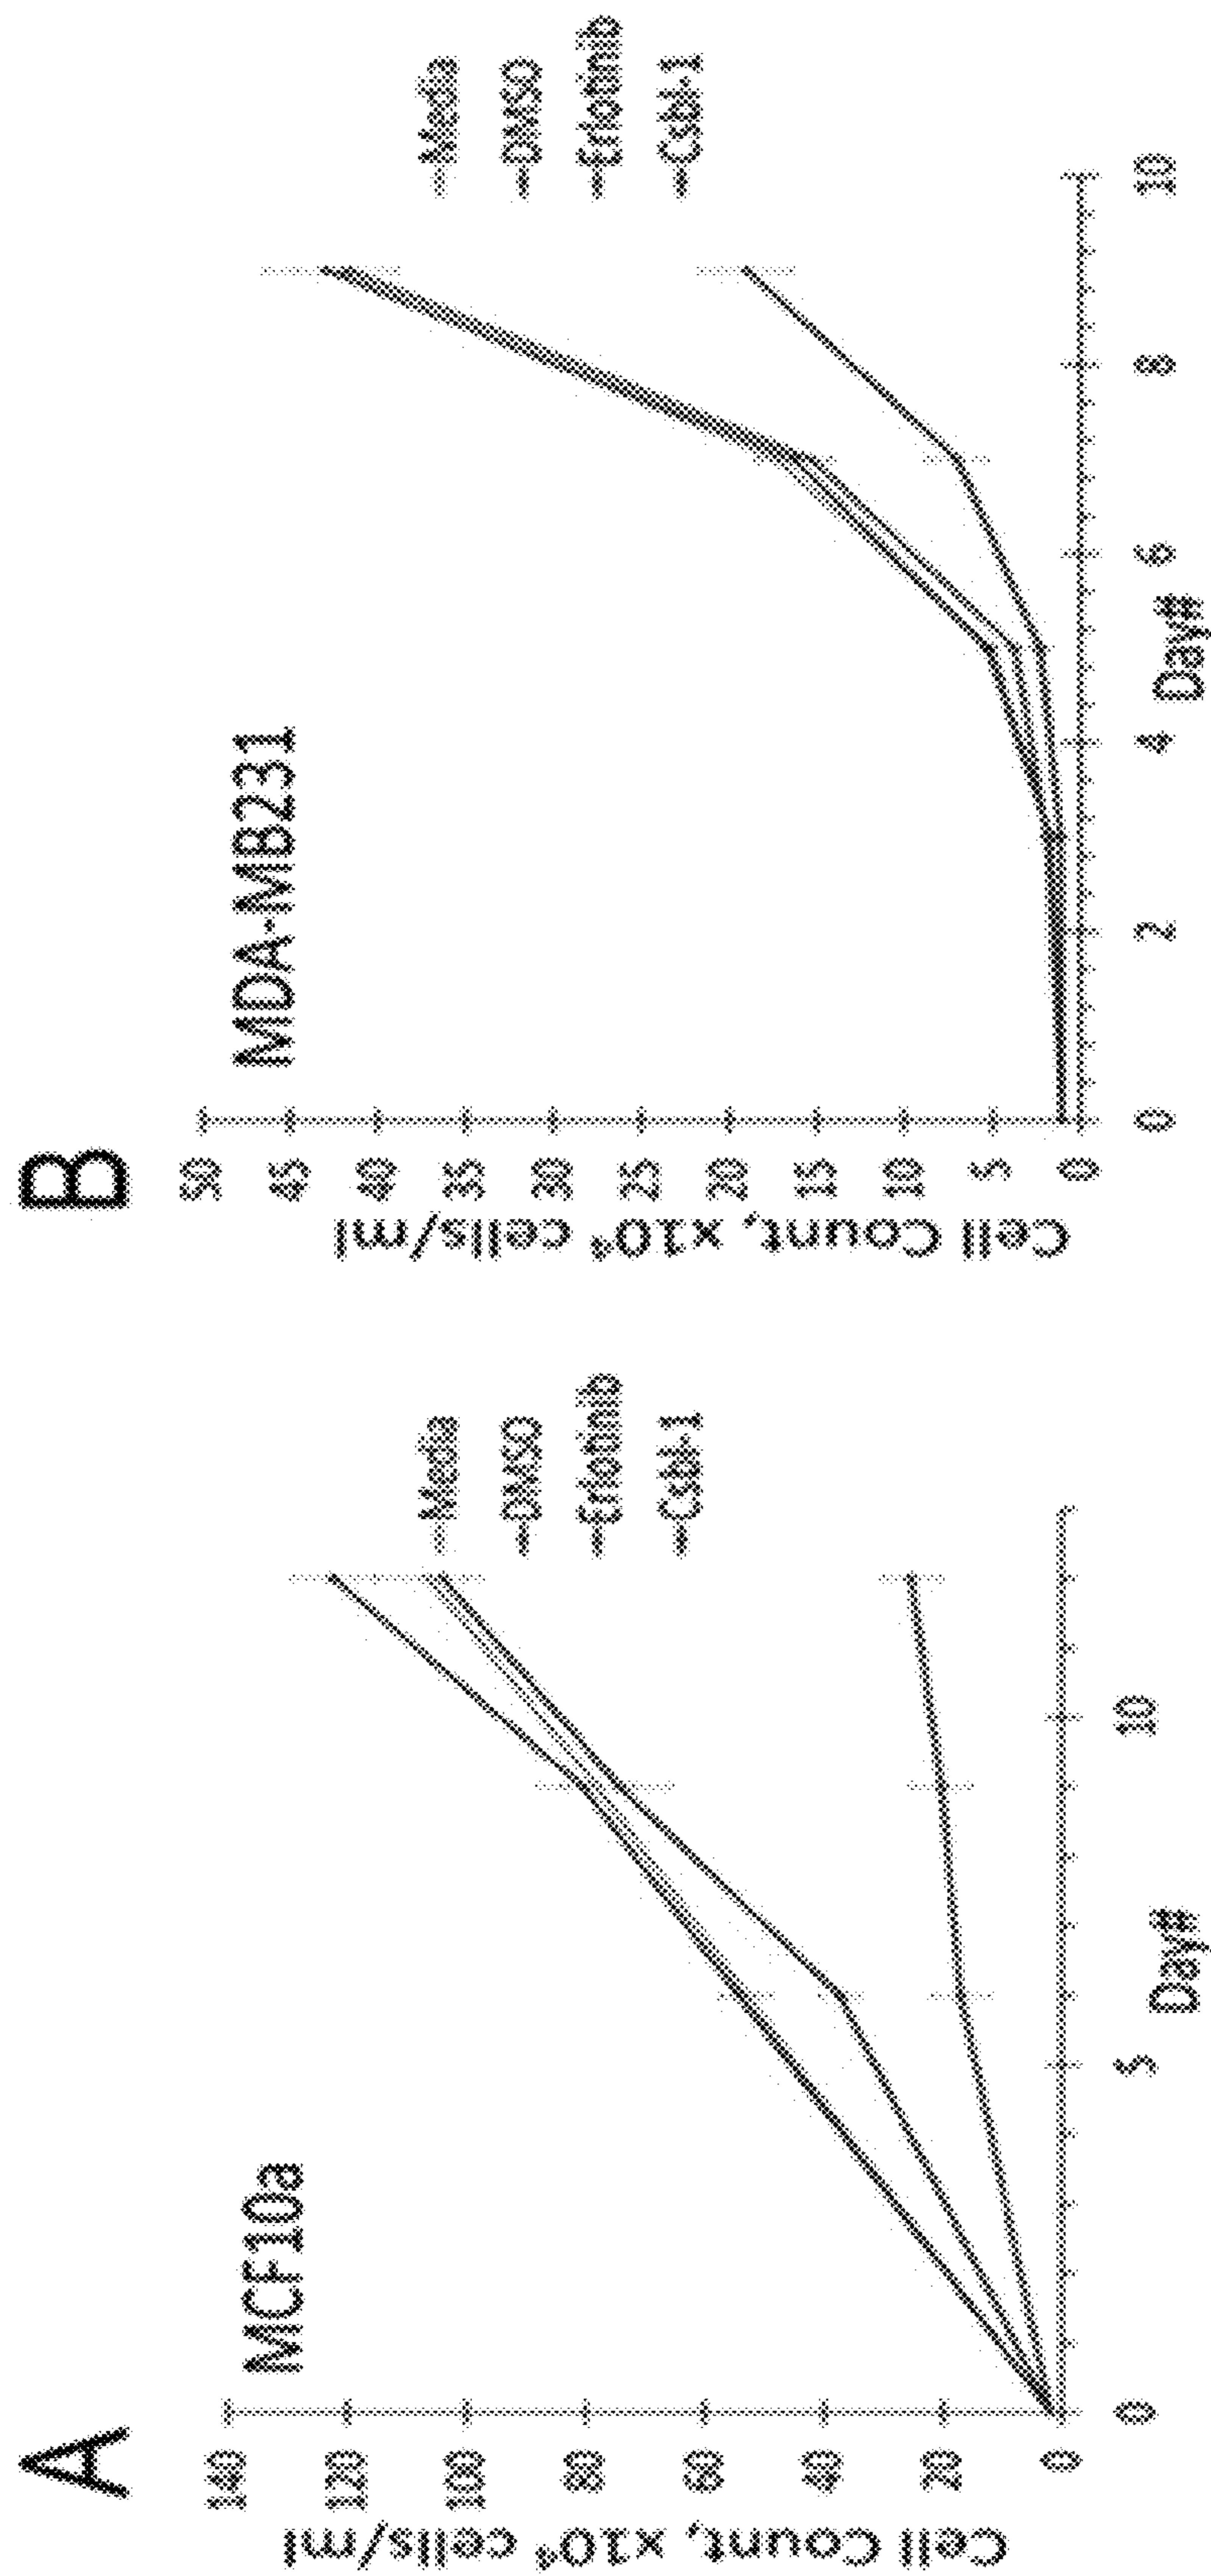 A
MCF10a
Cell Count, x10⁴ cells/ml
140
120
100
80
60
40
20
0
0
5
10
Day#
Media
DMSO
Erlotinib
Csbl-1
B
MDA-MB231
Cell Count, x10⁴ cells/ml
50
45
40
35
30
25
20
15
10
5
0
0
2
4
6
8
10
Day#
Media
DMSO
Erlotinib
Csbl-1